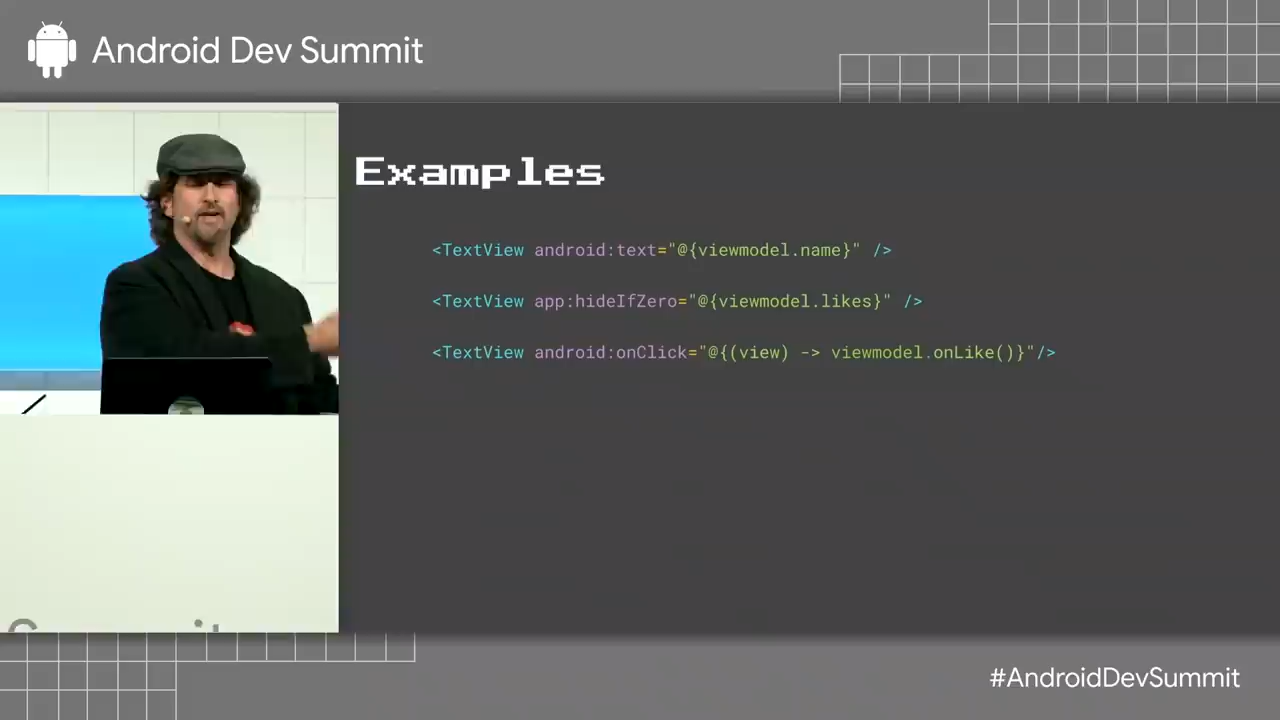 Android Dev Summit
Examples
<TextView android:text="@{viewmodel.name}" />
<TextView app:hideIfZero="@{viewmodel.likes}" />
<TextView android:onClick="@{(view) -> viewmodel.onLike()}"/>
#AndroidDevSummit